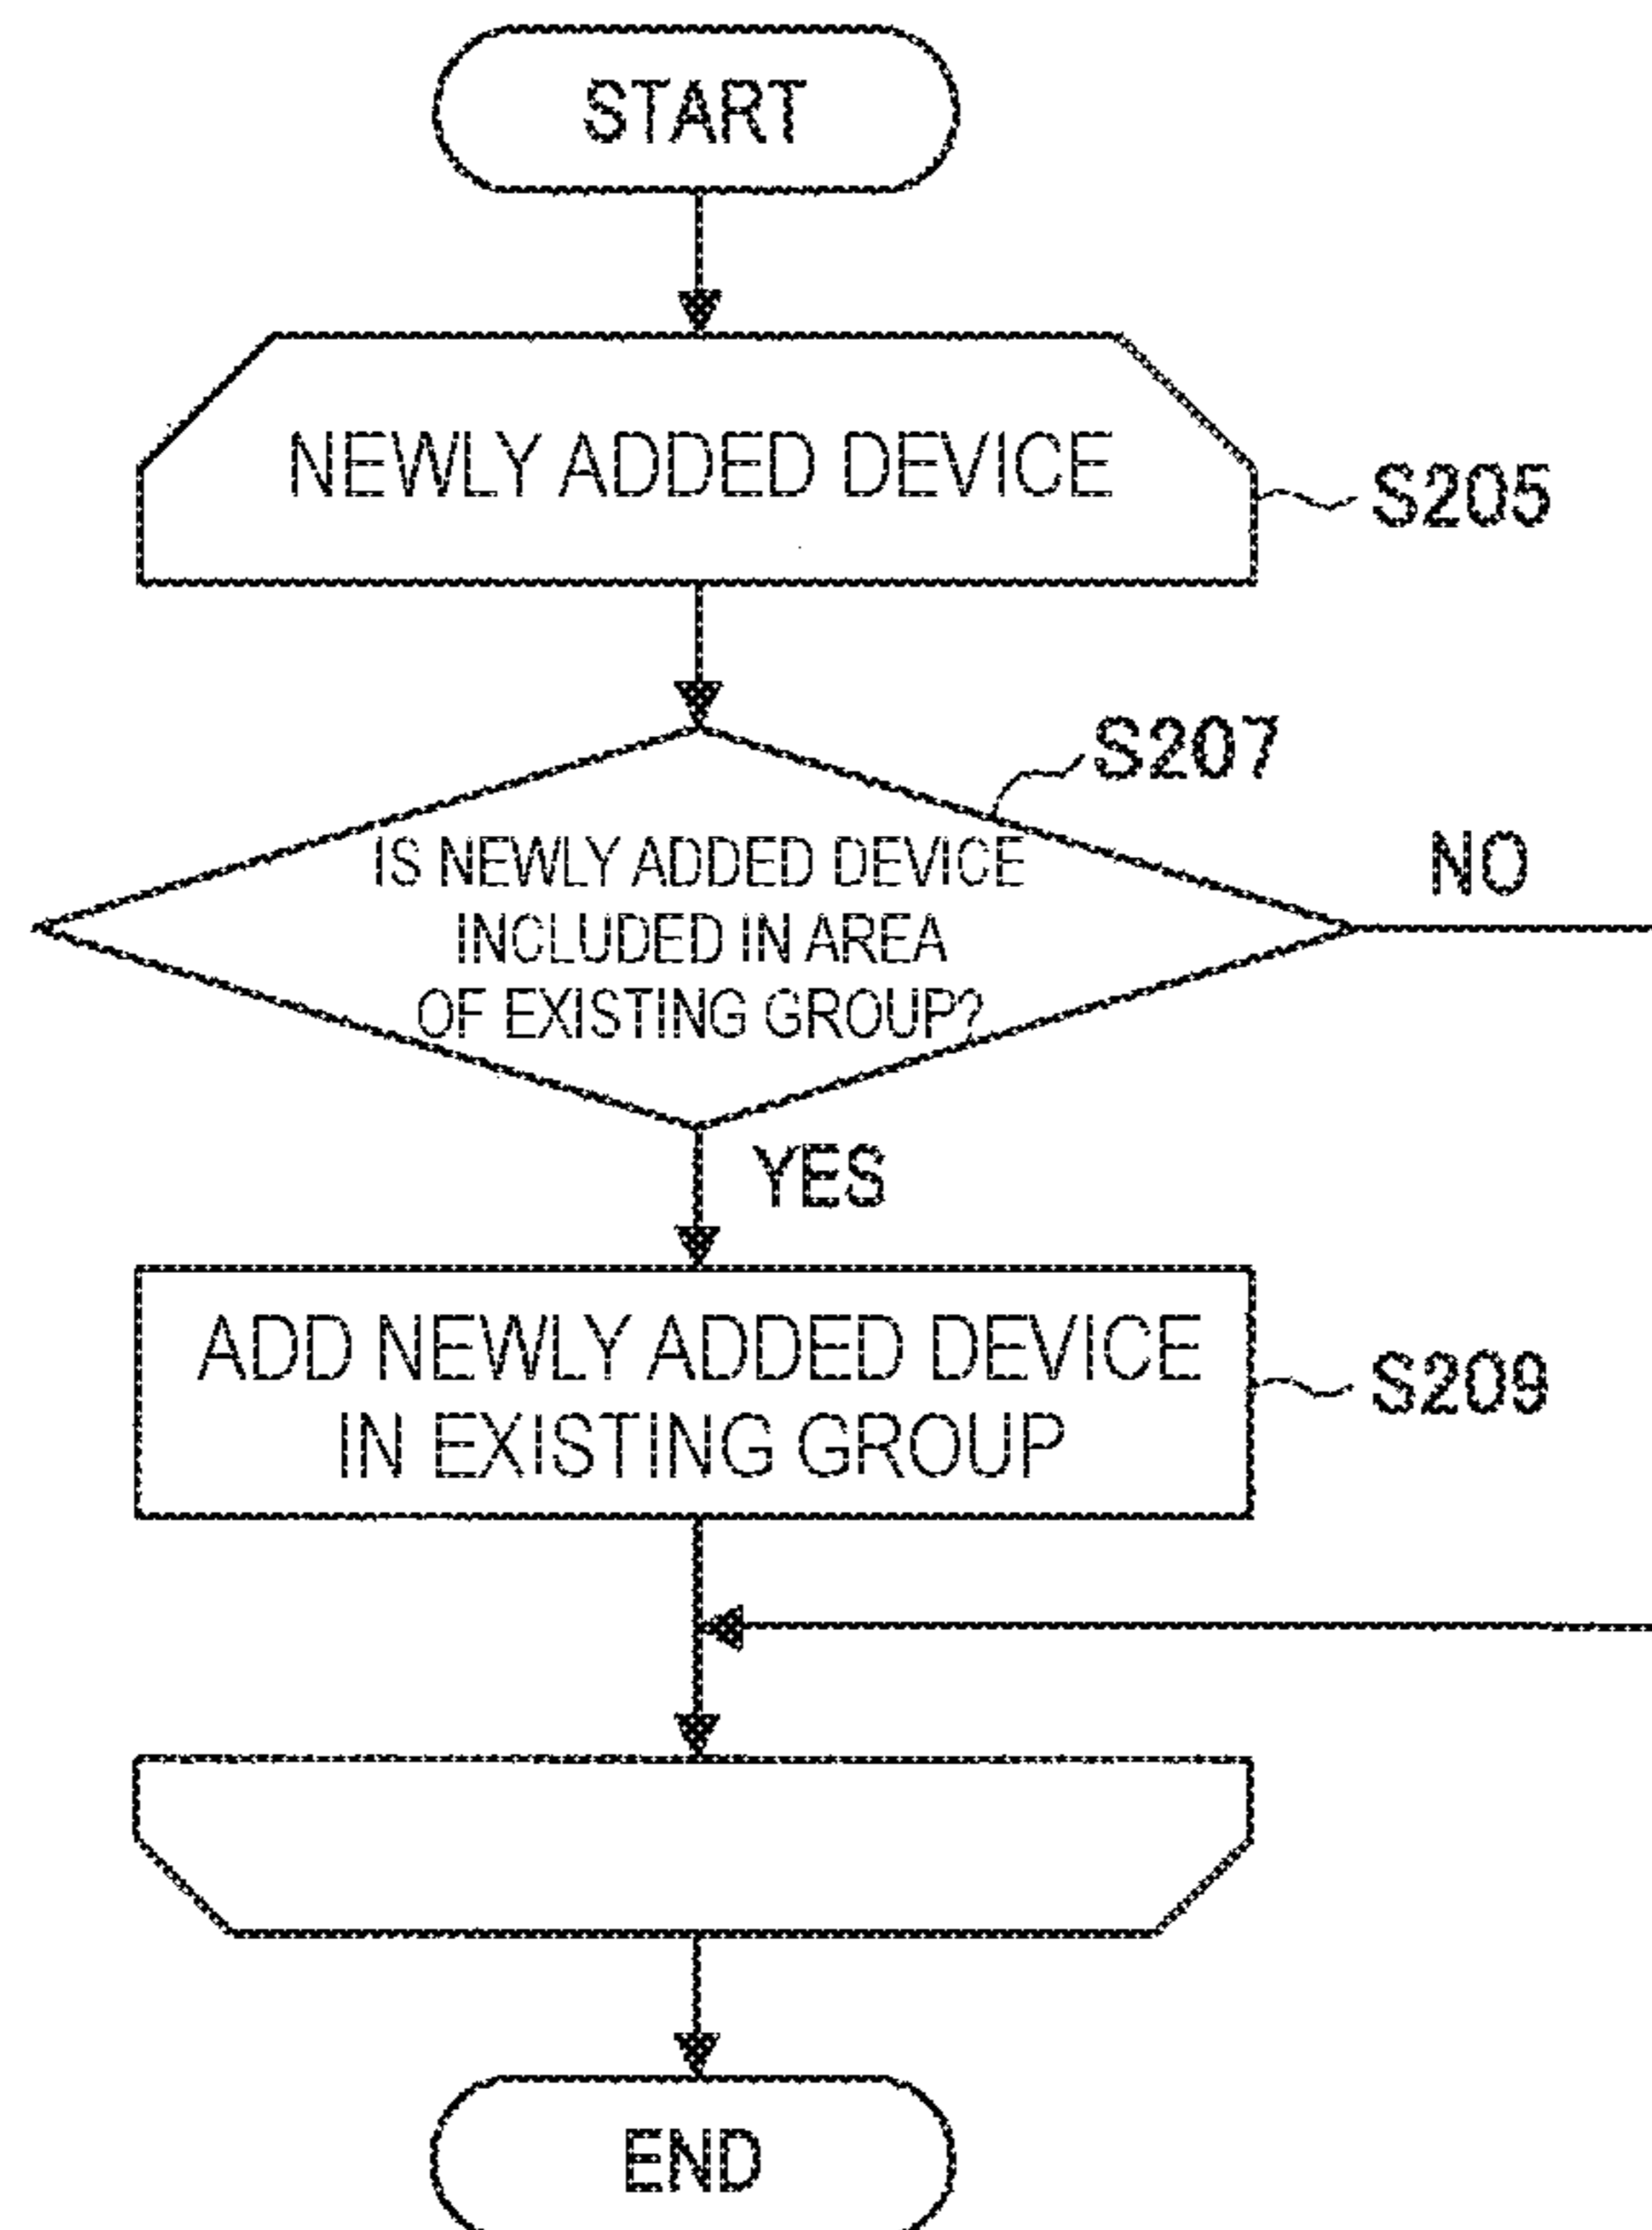 START
NEWLY ADDED DEVICE
S205
S207
IS NEWLY ADDED DEVICE
INCLUDED IN AREA
OF EXISTING GROUP?
NO
YES
ADD NEWLY ADDED DEVICE
IN EXISTING GROUP
S209
END